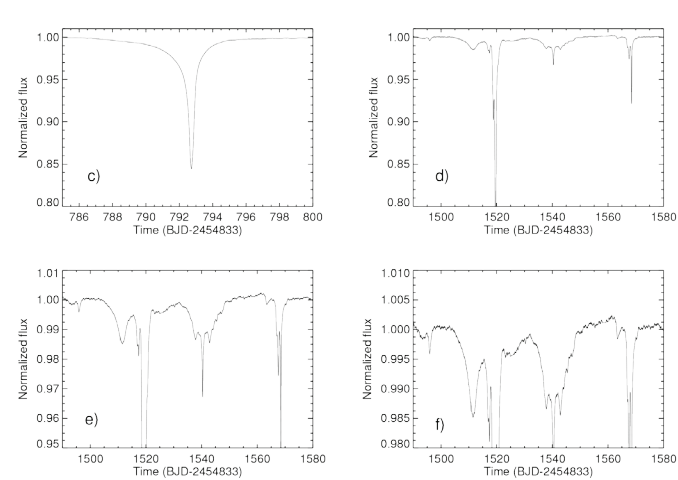 1.00
0.95
0.90
0.85
0.80
Normalized flux
c)
786 788 790 792 794 796 798 800
Time (BJD-2454833)
1.00
0.95
0.90
0.85
0.80
Normalized flux
d)
1500 1520 1540 1560 1580
Time (BJD-2454833)
1.01
1.00
0.99
0.98
0.97
0.96
0.95
Normalized flux
e)
1500 1520 1540 1560 1580
Time (BJD-2454833)
1.010
1.005
1.000
0.995
0.990
0.985
0.980
Normalized flux
f)
1500 1520 1540 1560 1580
Time (BJD-2454833)